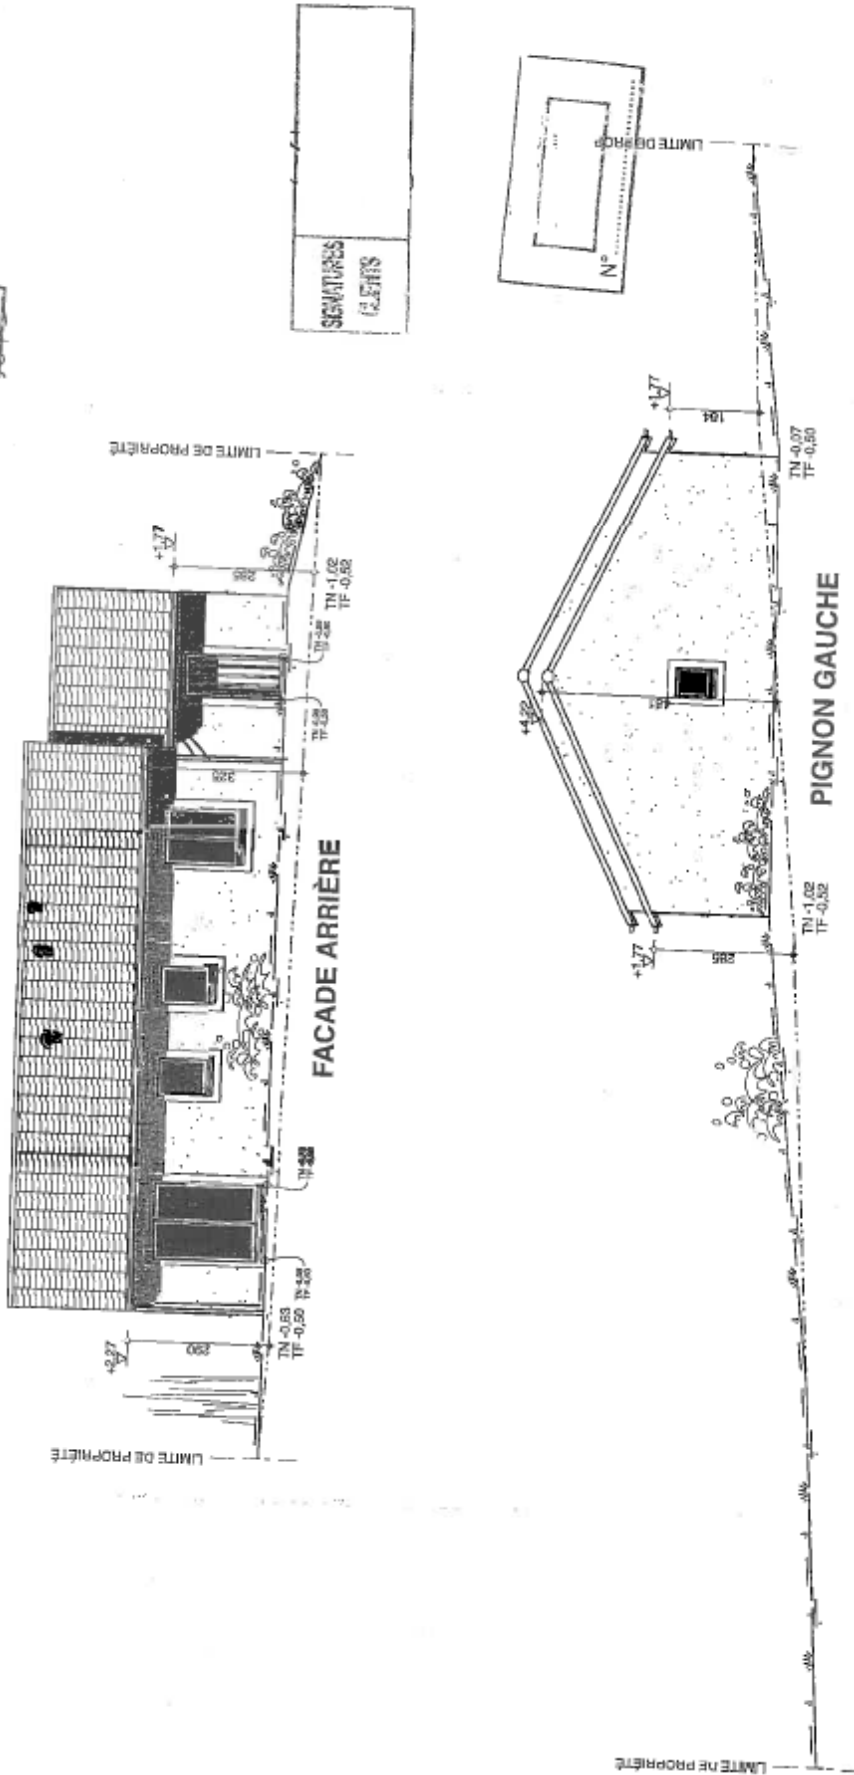 LIMITE DE PROPRIÉTÉ
+2,27
290
TN -0,63
TF -0,50
325
+1,77
285
TN -1,02
TF -0,52
LIMITE DE PROPRIÉTÉ
FACADE ARRIÈRE
SIGNATURES
CLIENTS
N°
LIMITE DE PROPRIÉTÉ
+1,77
285
TN -1,02
TF -0,52
+4,22
+1,77
184
TN -0,07
TF -0,50
LIMITE DE PROP
PIGNON GAUCHE